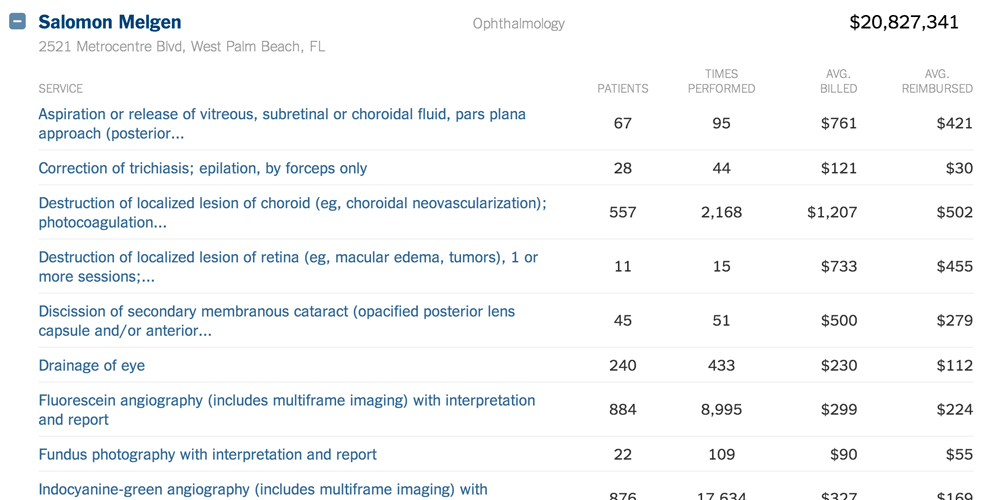 Salomon Melgen Ophthalmology $20,827,341
2521 Metrocentre Blvd, West Palm Beach, FL
SERVICE PATIENTS TIMES PERFORMED AVG. BILLED AVG. REIMBURSED
Aspiration or release of vitreous, subretinal or choroidal fluid, pars plana
approach (posterior... 67 95 $761 $421
Correction of trichiasis; epilation, by forceps only 28 44 $121 $30
Destruction of localized lesion of choroid (eg, choroidal neovascularization);
photocoagulation... 557 2,168 $1,207 $502
Destruction of localized lesion of retina (eg, macular edema, tumors), 1 or
more sessions;... 11 15 $733 $455
Discission of secondary membranous cataract (opacified posterior lens
capsule and/or anterior... 45 51 $500 $279
Drainage of eye 240 433 $230 $112
Fluorescein angiography (includes multiframe imaging) with interpretation
and report 884 8,995 $299 $224
Fundus photography with interpretation and report 22 109 $90 $55
Indocyanine-green angiography (includes multiframe imaging) with
876 17,634 $327 $169